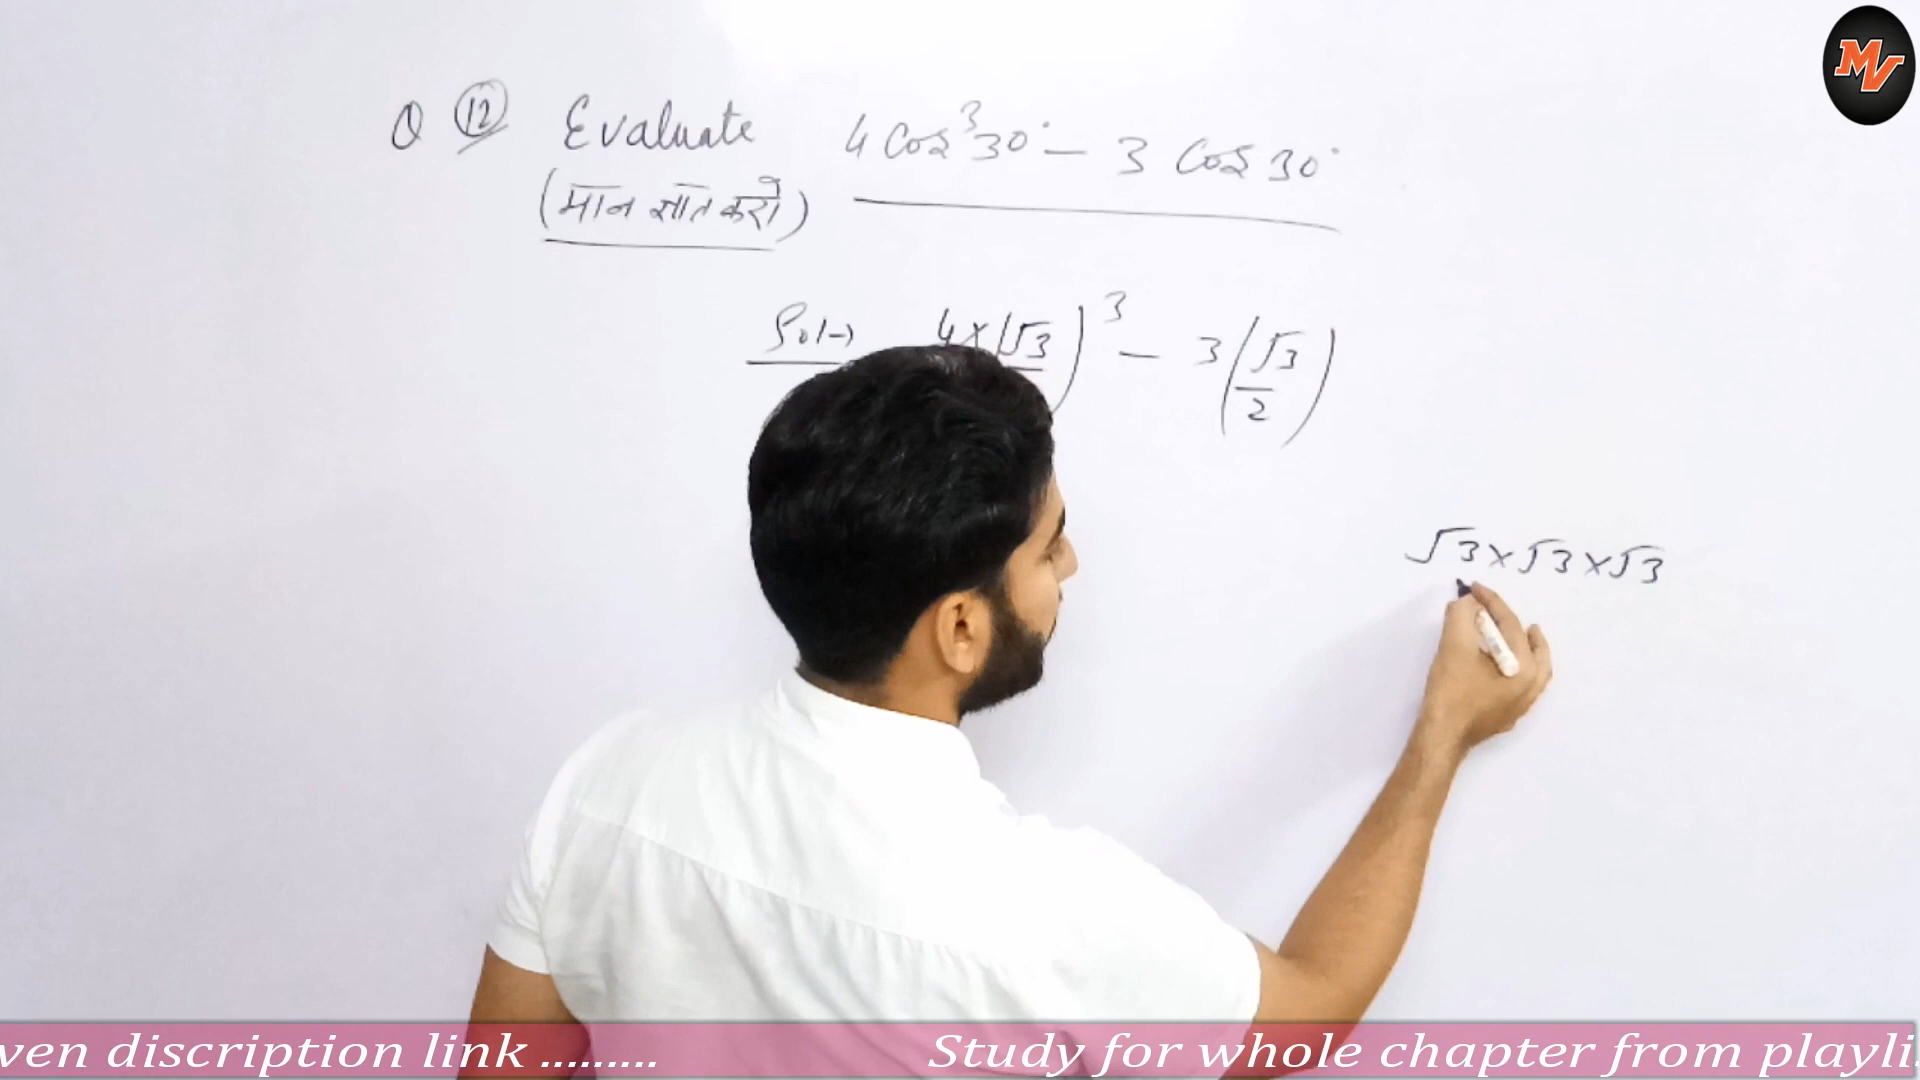 Q 12 Evaluate 4 Cos³30° - 3 Cos 30°
(मान ज्ञात करो)
Sol→ 4×(√3)³ - 3(√3/2)
√3×√3×√3
MV
ven discription link ......... Study for whole chapter from playli